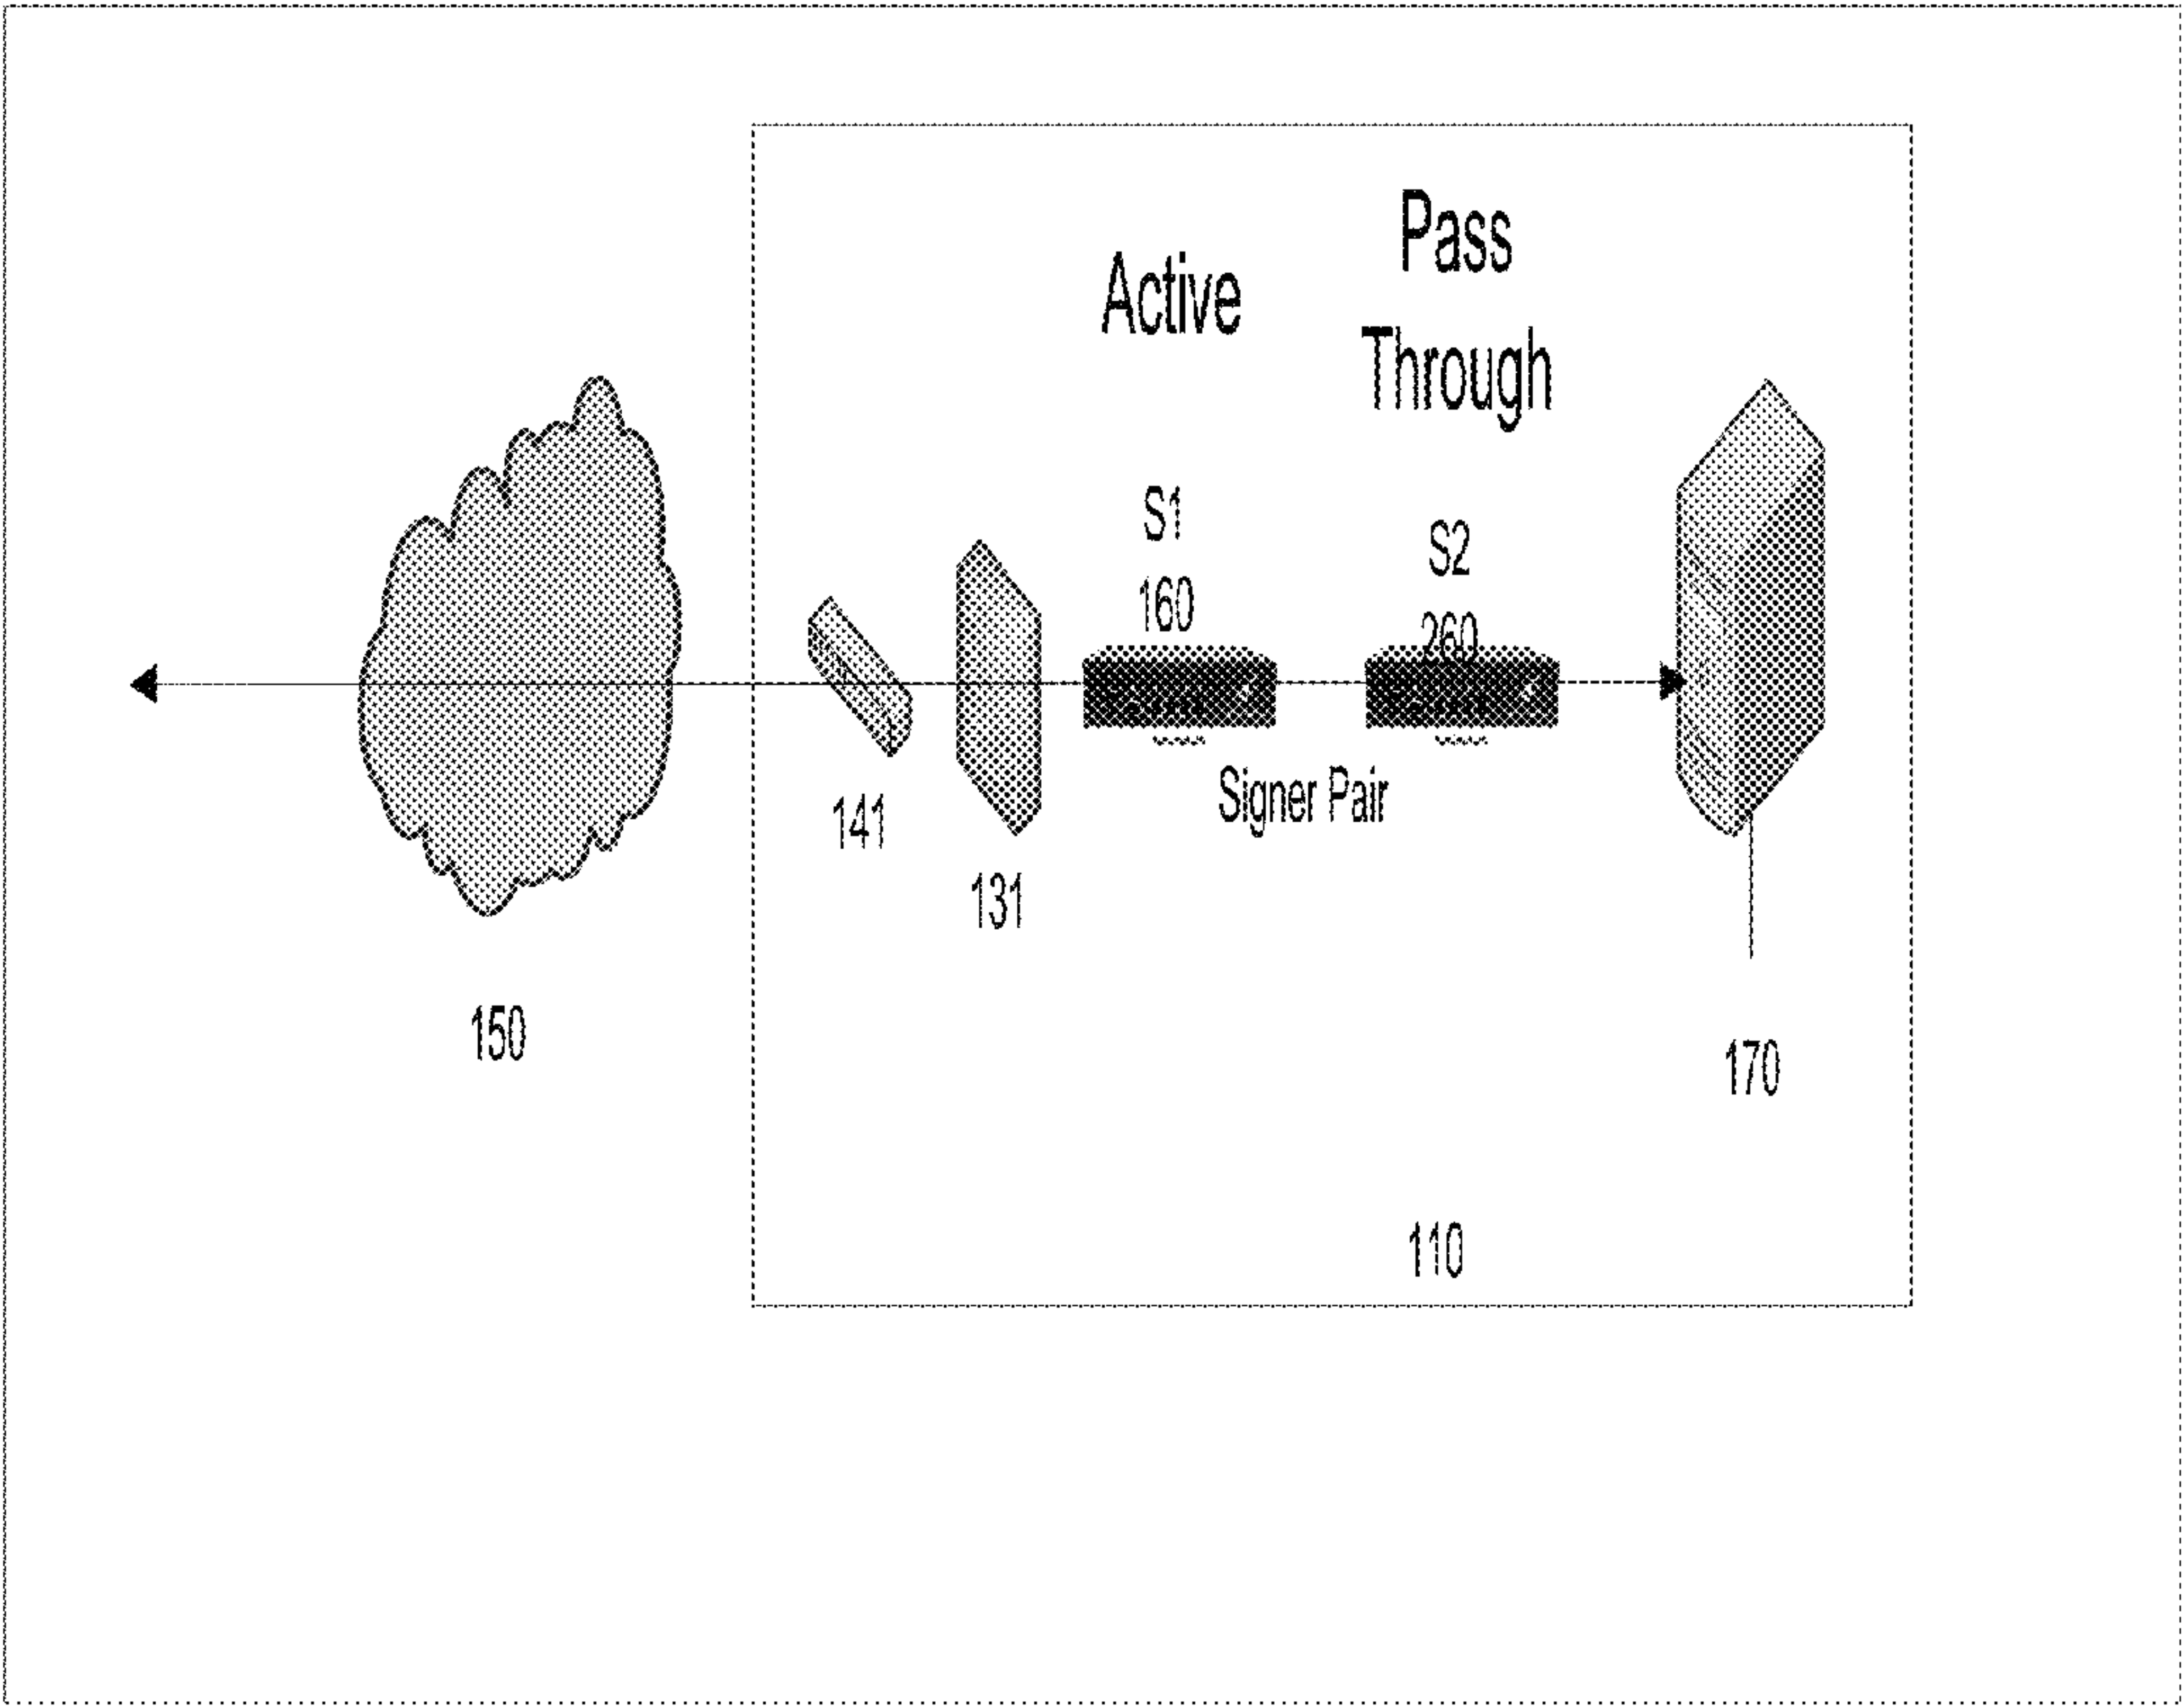 Active
Pass
Through
S1
160
S2
260
Signer Pair
141
131
150
170
110